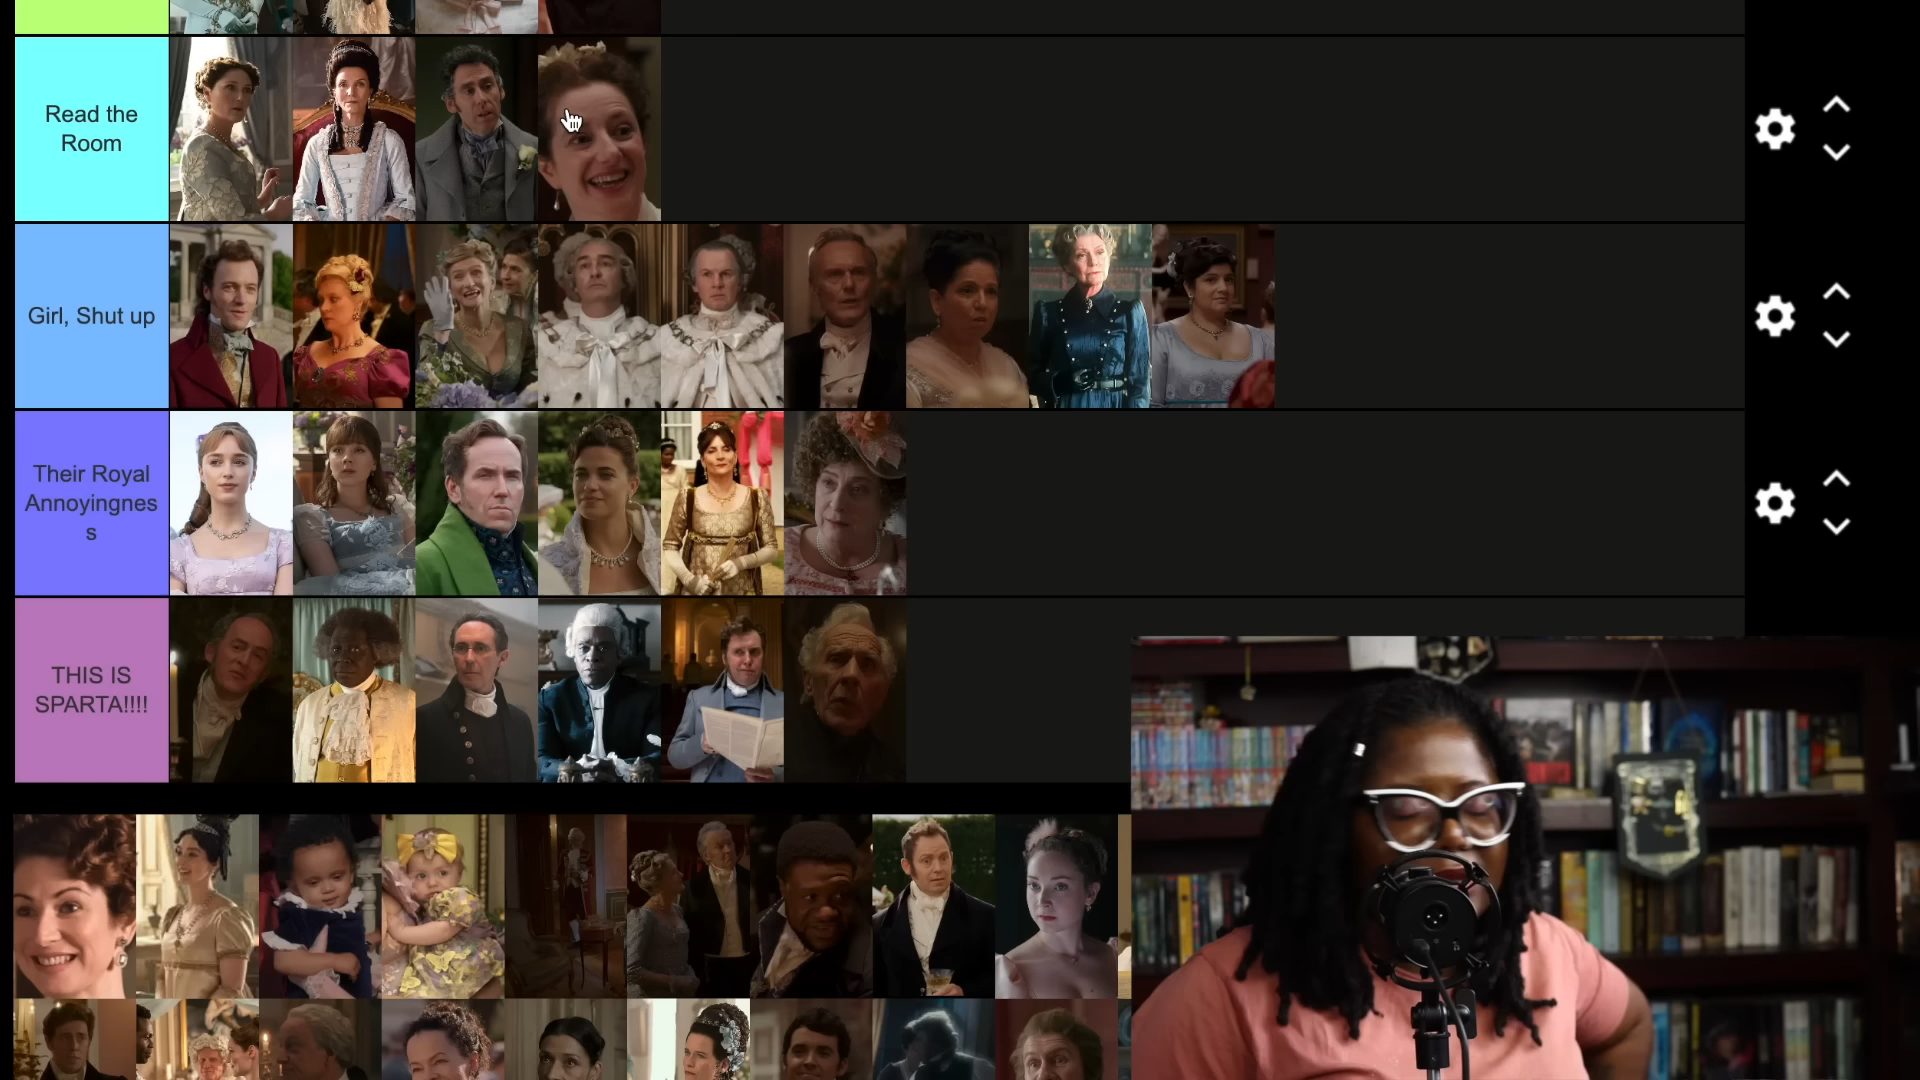 Read the
Room
Girl, Shut up
Their Royal
Annoyingnes
s
THIS IS
SPARTA!!!!